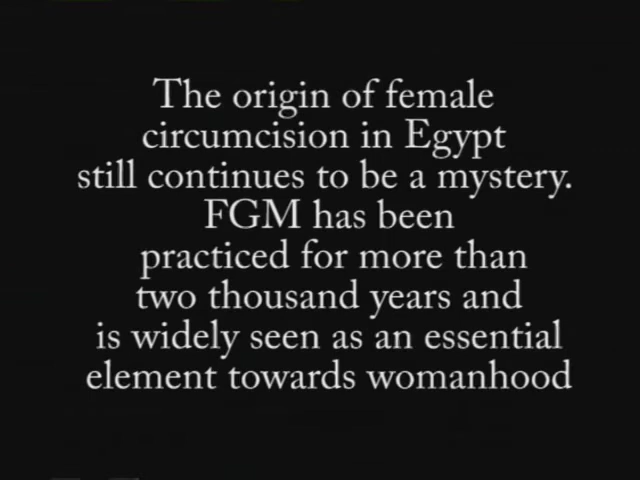 The origin of female
circumcision in Egypt
still continues to be a mystery.
FGM has been
practiced for more than
two thousand years and
is widely seen as an essential
element towards womanhood